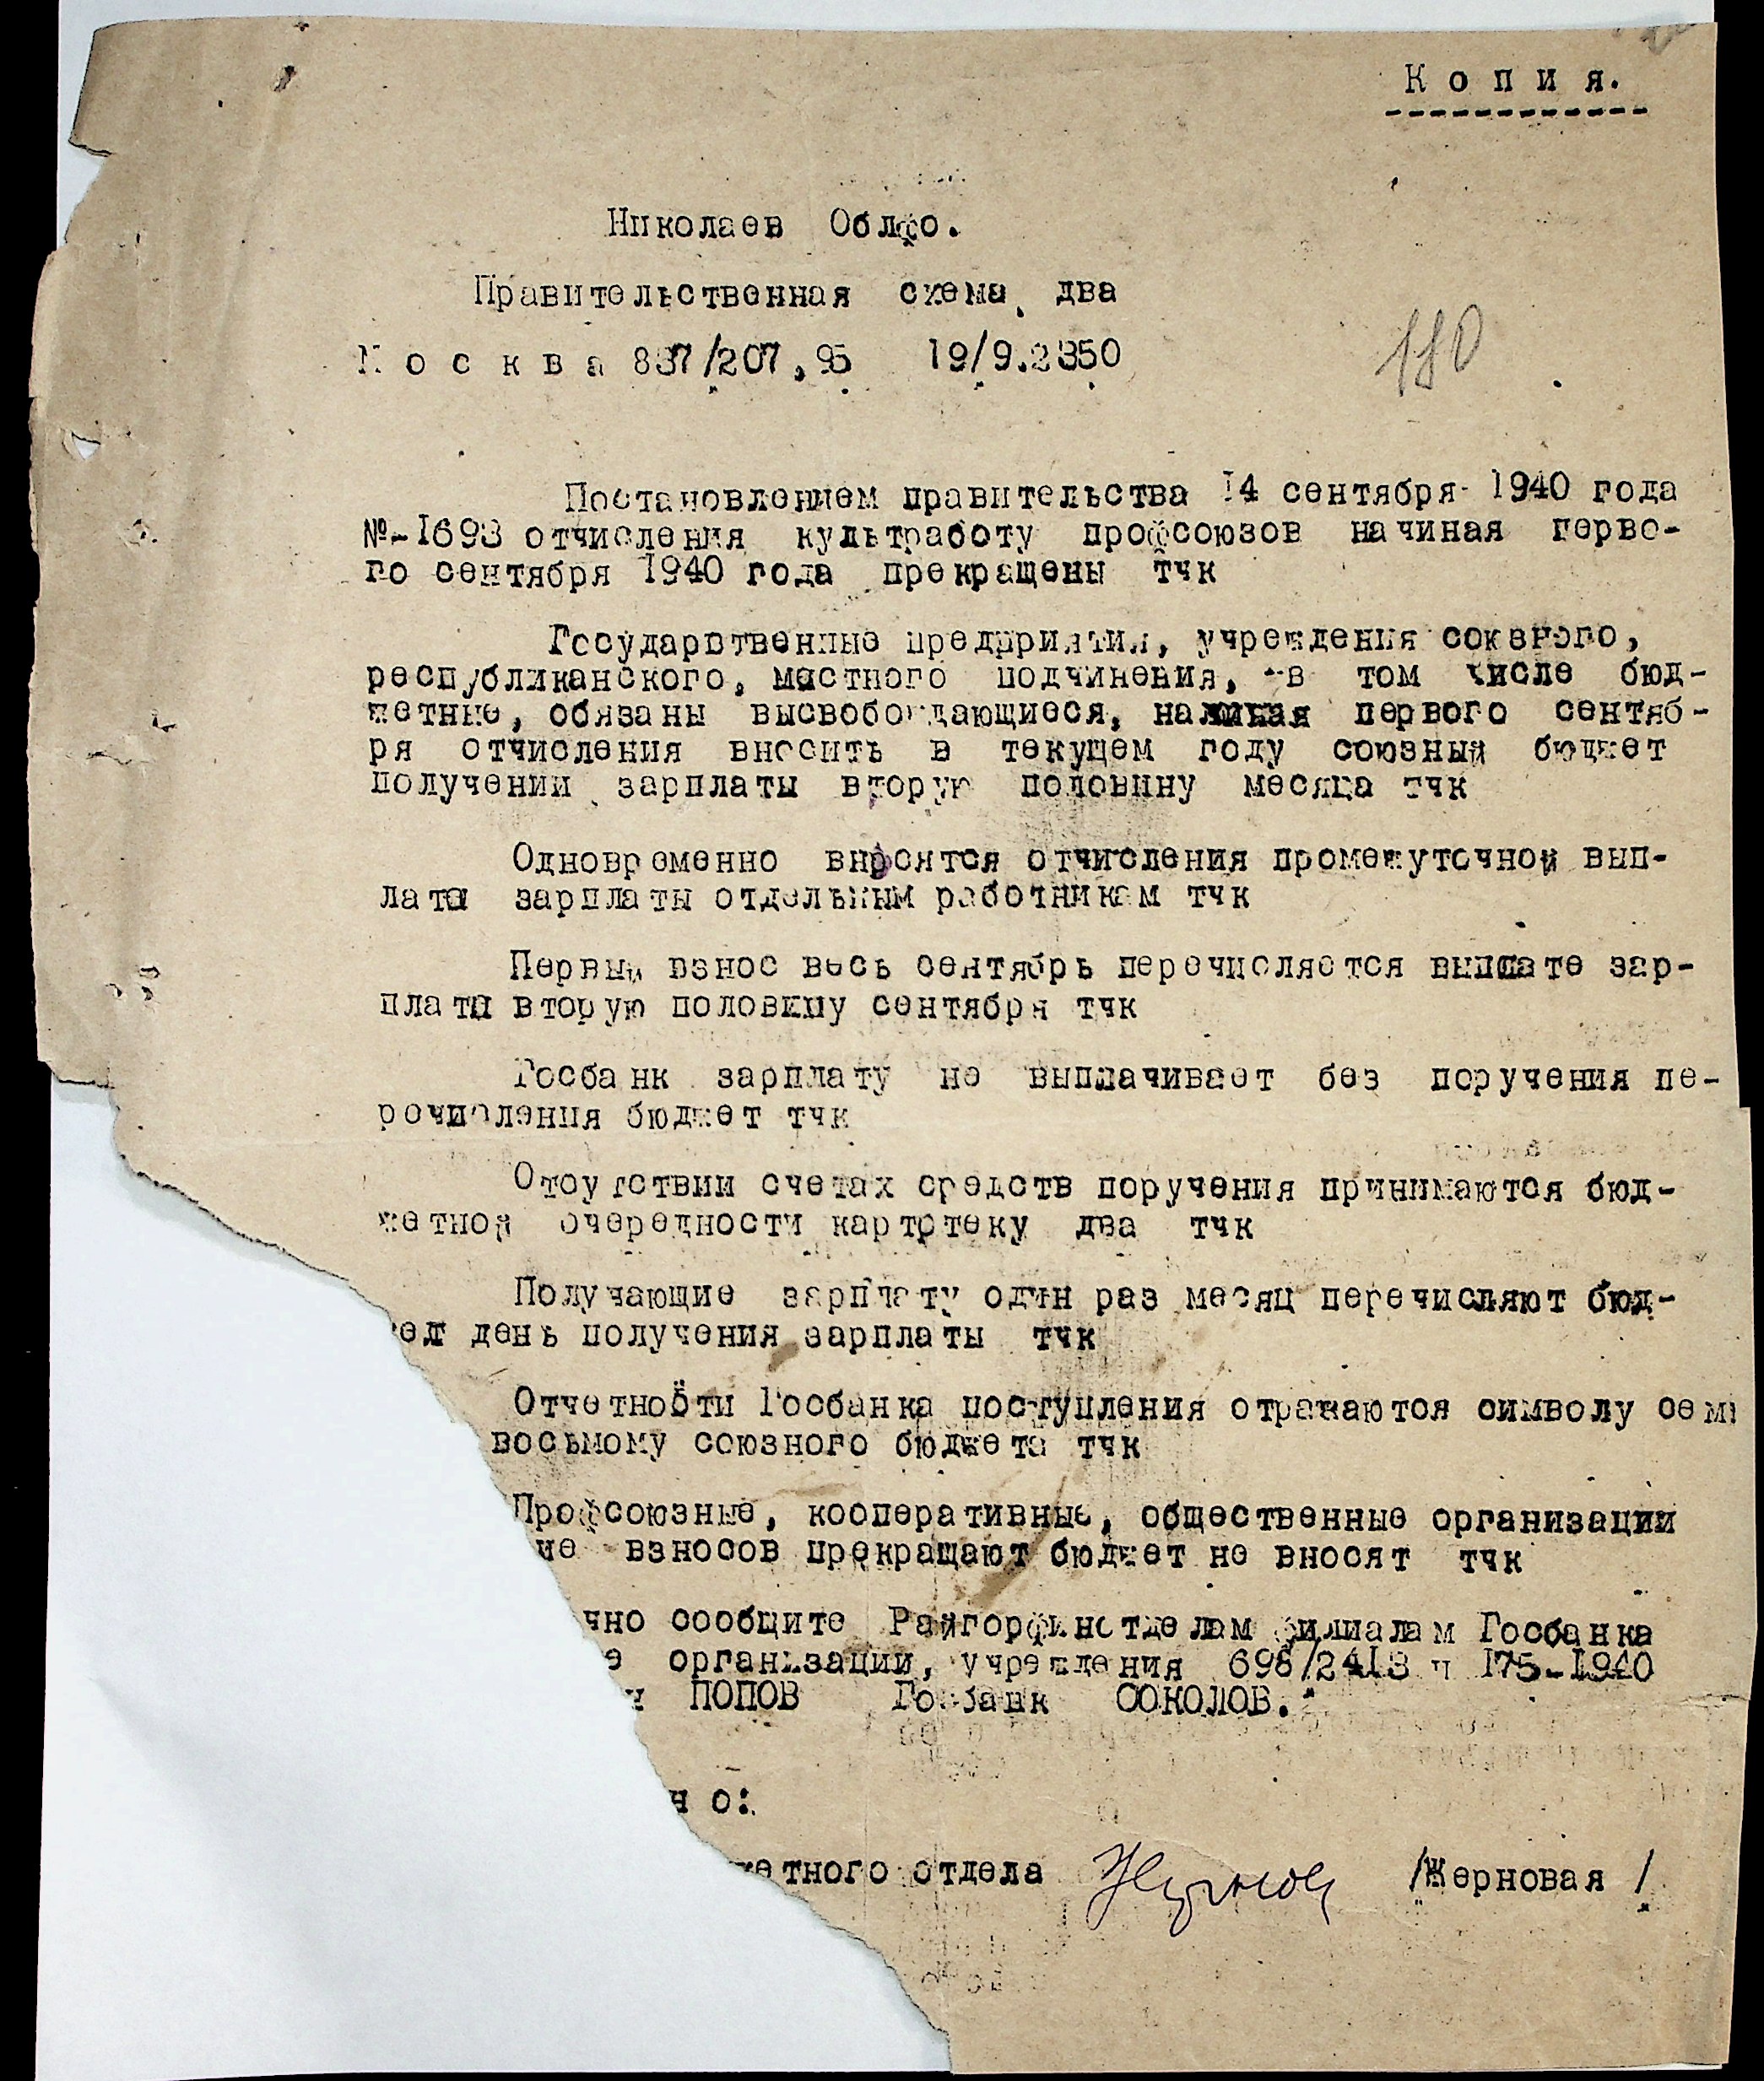 К о п и я.
Николаев Облфо.
Правительственная схема два
М о с к в а 837/207, 95 19/9.2350
110
Постановлением правительства 14 сентября 1940 года
№-1693 отчисления культработу профсоюзов начиная перво-
го сентября 1940 года прекращены тчк
Государственные предприятия, учреждения союзного,
республиканского, мастного подчинения, в том числе бюд-
жетные, обязаны высвобождающиеся, начиная первого сентяб-
ря отчисления вносить в текущем году союзный бюджет
получении зарплаты вторую половину месяца тчк
Одновременно вносятся отчисления промежуточной вып-
лата зарплаты отдельным работникам тчк
Первый взнос весь сентябрь перечисляется выплате зар-
платы вторую половину сентября тчк
Госбанк зарплату не выплачивает без поручения пе-
речисления бюджет тчк
Отсутствии счетах средств поручения принимаются бюд-
жетной очередности картотеку два тчк
Получающие зарплату один раз месяц перечисляют бюд-
день получения зарплаты тчк
Отчетности Госбанка поступления отражаются символу семь
восьмому союзного бюджета тчк
Профсоюзные, кооперативные, общественные организации
ие взносов прекращают бюджет не вносят тчк
чно сообщите Райгорфинотделам филиалам Госбанка
е организации, учреждения 698/2413 и 175-1940
н ПОПОВ Госбанк СОКОЛОВ.
н о:
жетного отдела /Жерновая /